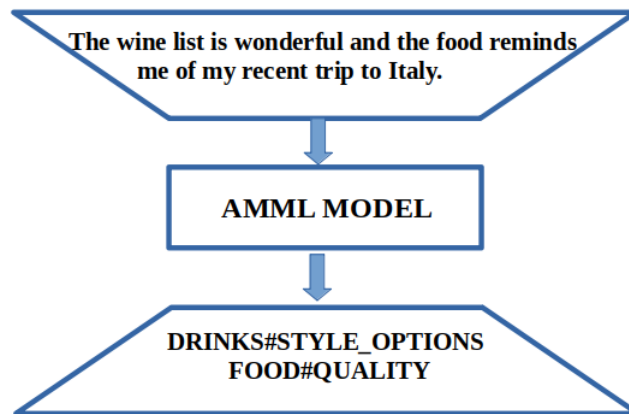 The wine list is wonderful and the food reminds
me of my recent trip to Italy.
AMML MODEL
DRINKS#STYLE_OPTIONS
FOOD#QUALITY